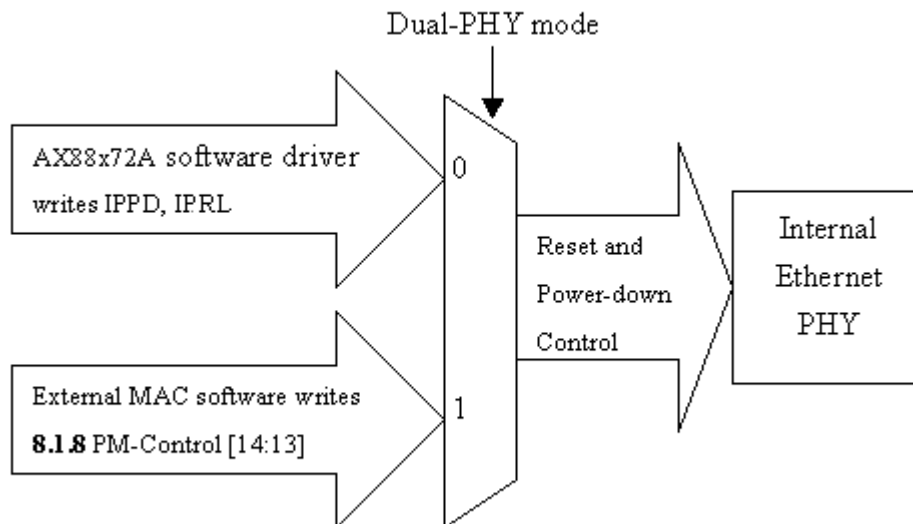 Dual-PHY mode
AX88x72A software driver
writes IPPD, IPRL
0
External MAC software writes
8.1.8 PM-Control [14:13]
1
Reset and
Power-down
Control
Internal
Ethernet
PHY